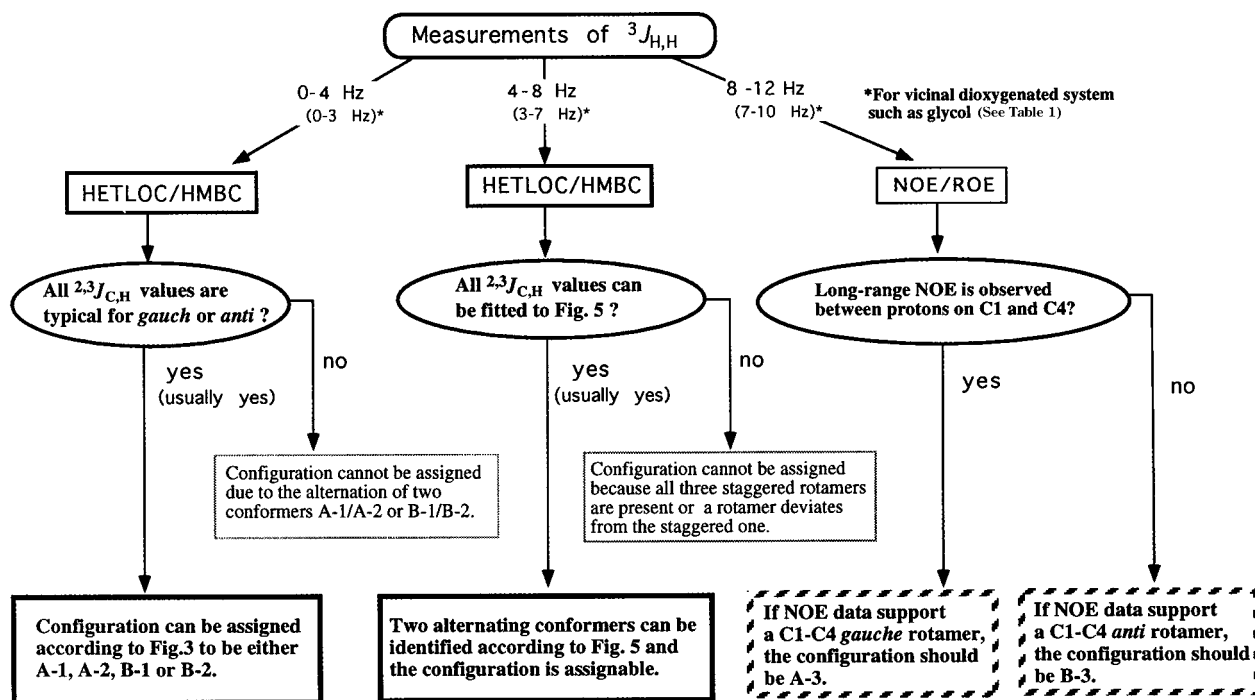 Measurements of ³J_H,H
0-4 Hz
(0-3 Hz)*
4-8 Hz
(3-7 Hz)*
8-12 Hz
(7-10 Hz)*
*For vicinal dioxygenated system
such as glycol (See Table 1)
HETLOC/HMBC
HETLOC/HMBC
NOE/ROE
All ²,³J_C,H values are
typical for gauch or anti ?
All ²,³J_C,H values can
be fitted to Fig. 5 ?
Long-range NOE is observed
between protons on C1 and C4?
yes
(usually yes)
no
yes
(usually yes)
no
yes
no
Configuration cannot be assigned
due to the alternation of two
conformers A-1/A-2 or B-1/B-2.
Configuration cannot be assigned
because all three staggered rotamers
are present or a rotamer deviates
from the staggered one.
Configuration can be assigned
according to Fig.3 to be either
A-1, A-2, B-1 or B-2.
Two alternating conformers can be
identified according to Fig. 5 and
the configuration is assignable.
If NOE data support
a C1-C4 gauche rotamer,
the configuration should
be A-3.
If NOE data support
a C1-C4 anti rotamer,
the configuration should
be B-3.